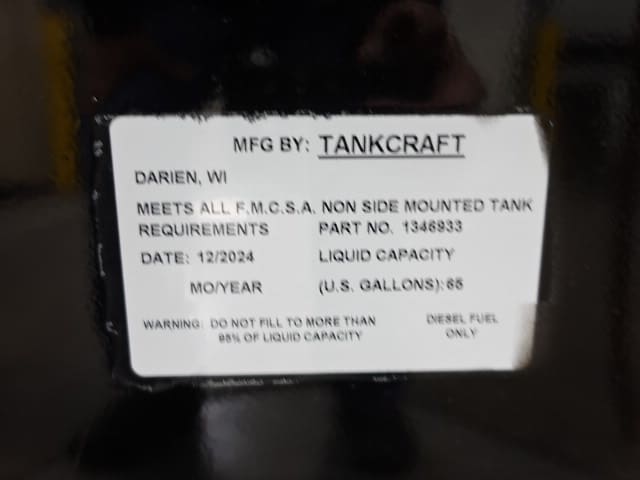 MFG BY: TANKCRAFT
DARIEN, WI
MEETS ALL F.M.C.S.A. NON SIDE MOUNTED TANK
REQUIREMENTS PART NO. 1346933
DATE: 12/2024 LIQUID CAPACITY
MO/YEAR (U.S. GALLONS): 65
WARNING: DO NOT FILL TO MORE THAN DIESEL FUEL
95% OF LIQUID CAPACITY ONLY